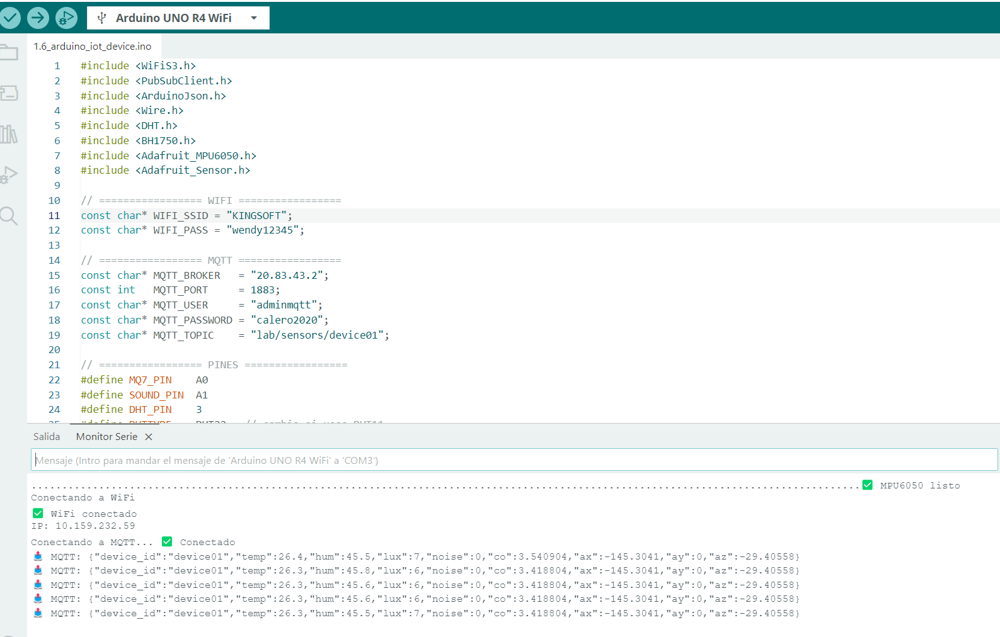 Arduino UNO R4 WiFi
1.6_arduino_iot_device.ino
1 #include <WiFiS3.h>
2 #include <PubSubClient.h>
3 #include <ArduinoJson.h>
4 #include <Wire.h>
5 #include <DHT.h>
6 #include <BH1750.h>
7 #include <Adafruit_MPU6050.h>
8 #include <Adafruit_Sensor.h>
9
10 // ================= WIFI =================
11 const char* WIFI_SSID = "KINGSOFT";
12 const char* WIFI_PASS = "wendy12345";
13
14 // ================= MQTT =================
15 const char* MQTT_BROKER   = "20.83.43.2";
16 const int   MQTT_PORT     = 1883;
17 const char* MQTT_USER     = "adminmqtt";
18 const char* MQTT_PASSWORD = "calero2020";
19 const char* MQTT_TOPIC    = "lab/sensors/device01";
20
21 // ================= PINES =================
22 #define MQ7_PIN    A0
23 #define SOUND_PIN  A1
24 #define DHT_PIN    3
25 #define DHTTYPE    DHT22   // cambia si usas DHT11
Salida Monitor Serie
Mensaje (Intro para mandar el mensaje de 'Arduino UNO R4 WiFi' a 'COM3')
.......................................................................................................................................✅ MPU6050 listo
Conectando a WiFi
✅ WiFi conectado
IP: 10.159.232.59
Conectando a MQTT... ✅ Conectado
📤 MQTT: {"device_id":"device01","temp":26.4,"hum":45.5,"lux":7,"noise":0,"co":3.540904,"ax":-145.3041,"ay":0,"az":-29.40558}
📤 MQTT: {"device_id":"device01","temp":26.3,"hum":45.8,"lux":6,"noise":0,"co":3.418804,"ax":-145.3041,"ay":0,"az":-29.40558}
📤 MQTT: {"device_id":"device01","temp":26.3,"hum":45.6,"lux":6,"noise":0,"co":3.418804,"ax":-145.3041,"ay":0,"az":-29.40558}
📤 MQTT: {"device_id":"device01","temp":26.3,"hum":45.6,"lux":6,"noise":0,"co":3.418804,"ax":-145.3041,"ay":0,"az":-29.40558}
📤 MQTT: {"device_id":"device01","temp":26.3,"hum":45.5,"lux":7,"noise":0,"co":3.418804,"ax":-145.3041,"ay":0,"az":-29.40558}